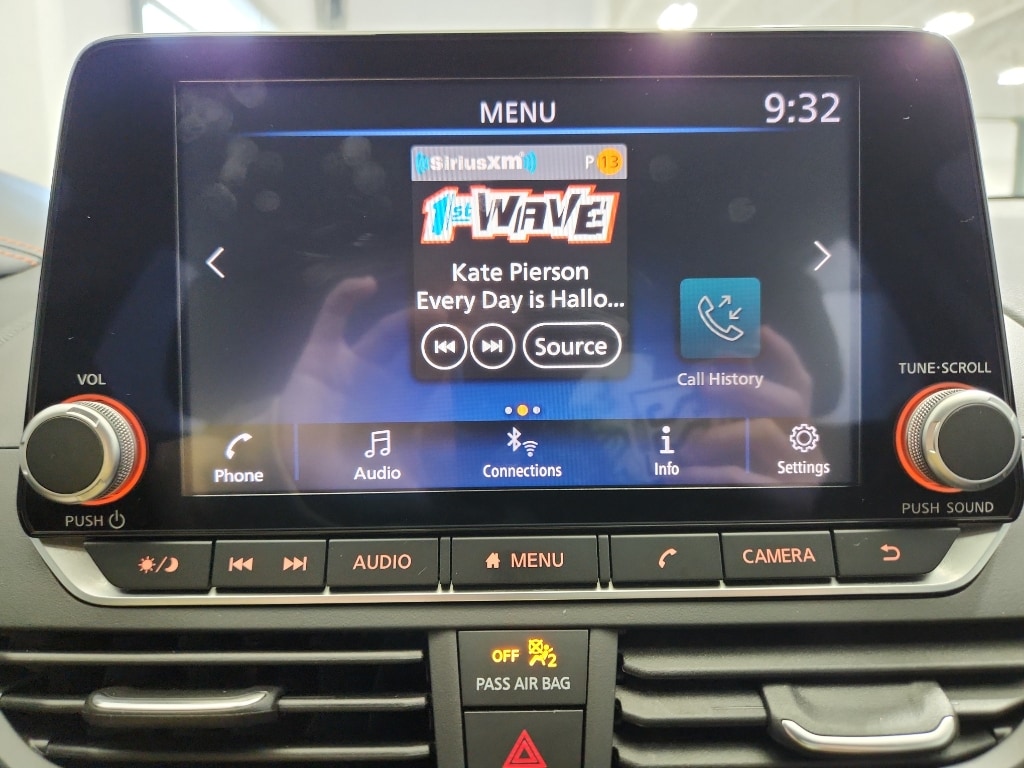 MENU
9:32
SiriusXM P 13
1st WAVE
Kate Pierson
Every Day is Hallo...
Source
Call History
VOL
TUNE·SCROLL
Phone
Audio
Connections
Info
Settings
PUSH
PUSH SOUND
AUDIO
MENU
CAMERA
OFF 2
PASS AIR BAG